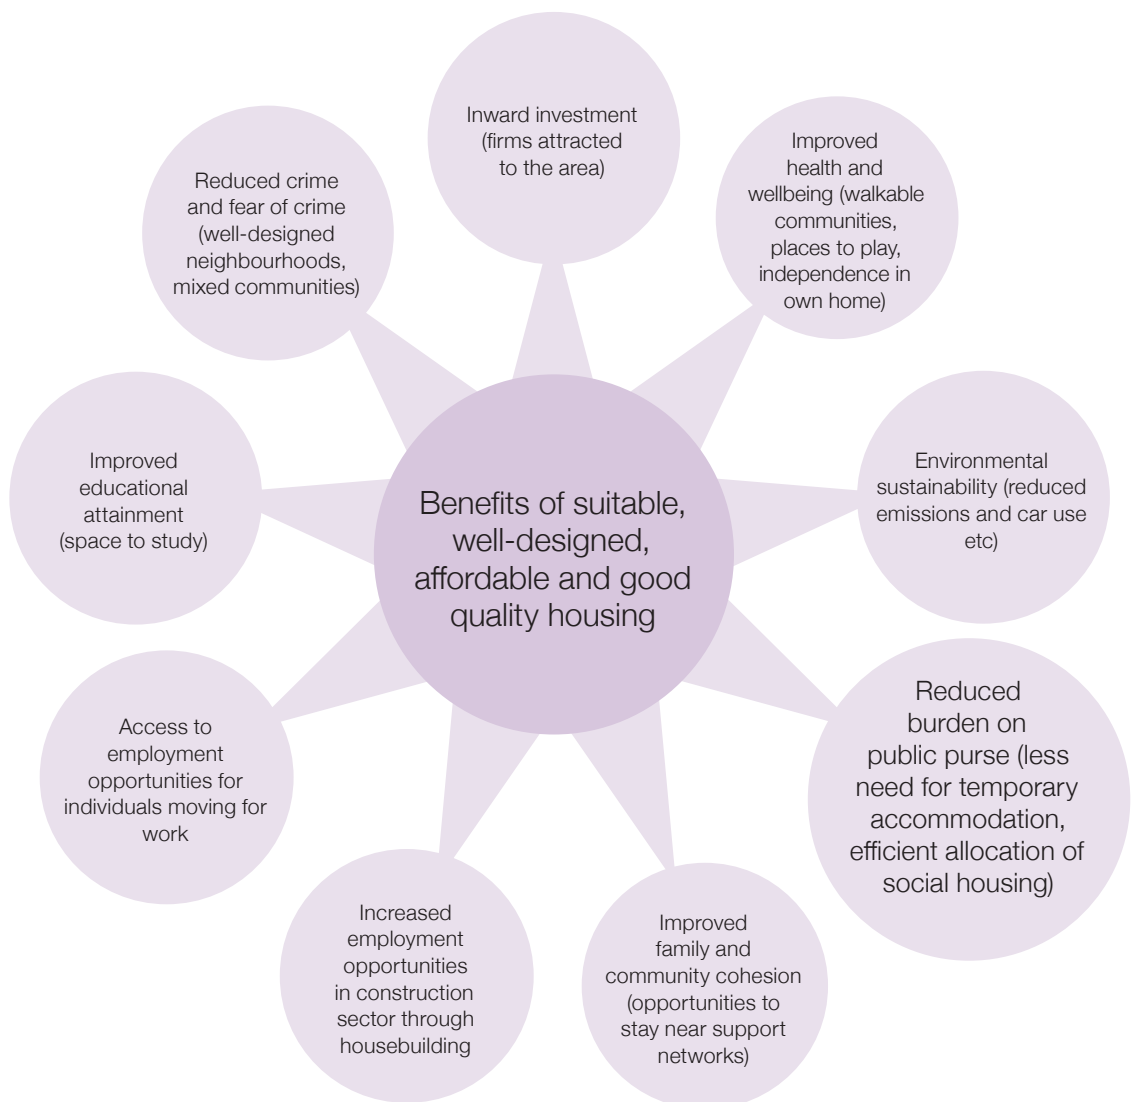 Inward investment
(firms attracted
to the area)
Improved
health and
wellbeing (walkable
communities,
places to play,
independence in
own home)
Environmental
sustainability (reduced
emissions and car use
etc)
Reduced
burden on
public purse (less
need for temporary
accommodation,
efficient allocation of
social housing)
Improved
family and
community cohesion
(opportunities to
stay near support
networks)
Increased
employment
opportunities
in construction
sector through
housebuilding
Access to
employment
opportunities for
individuals moving for
work
Improved
educational
attainment
(space to study)
Reduced crime
and fear of crime
(well-designed
neighbourhoods,
mixed communities)
Benefits of suitable,
well-designed,
affordable and good
quality housing